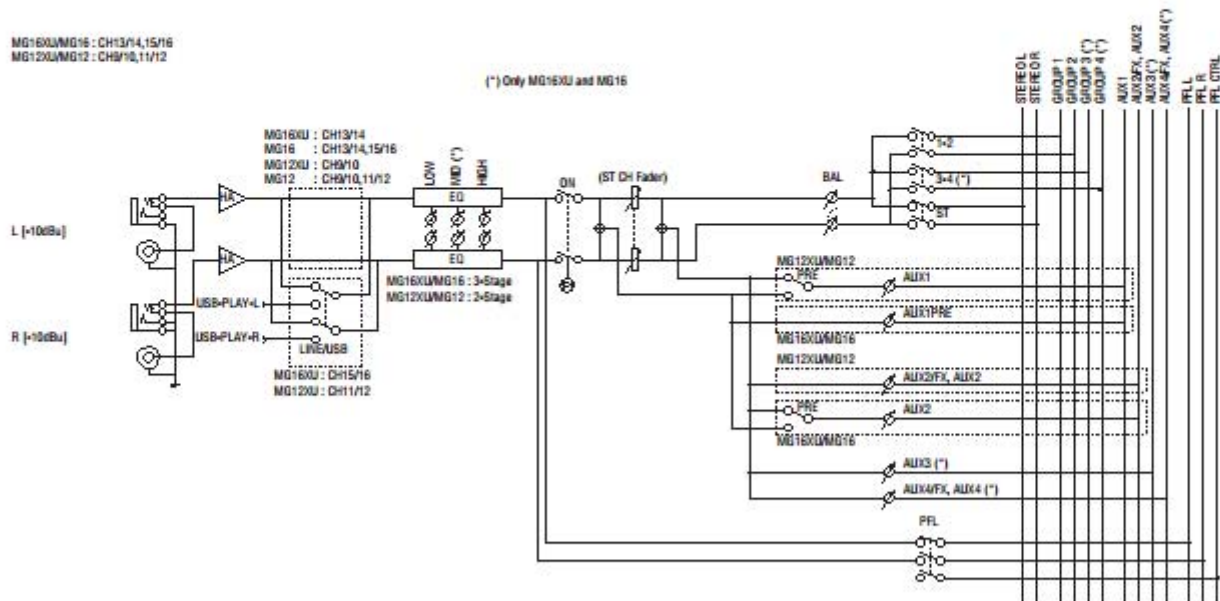 MG16XU/MG16 : CH13/14,15/16
MG12XU/MG12 : CH9/10,11/12
(*) Only MG16XU and MG16
STEREO L
STEREO R
GROUP 1
GROUP 2
GROUP 3 (*)
GROUP 4 (*)
AUX1
AUX2/FX, AUX2
AUX3 (*)
AUX4/FX, AUX4 (*)
PFL L
PFL R
PFL CTRL
MG16XU : CH13/14
MG16 : CH13/14,15/16
MG12XU : CH9/10
MG12 : CH9/10,11/12
LOW
MID (*)
HIGH
ON
(ST CH Fader)
BAL
1-2
3-4 (*)
ST
HA
EQ
L [-10dBu]
HA
EQ
MG16XU/MG16 : 3-Stage
MG12XU/MG12 : 2-Stage
USB-PLAY-L
USB-PLAY-R
LINE/USB
R [-10dBu]
MG16XU : CH15/16
MG12XU : CH11/12
MG12XU/MG12
PRE
AUX1
AUX1PRE
MG16XU/MG16
MG12XU/MG12
AUX2/FX, AUX2
PRE
AUX2
MG16XU/MG16
AUX3 (*)
AUX4/FX, AUX4 (*)
PFL